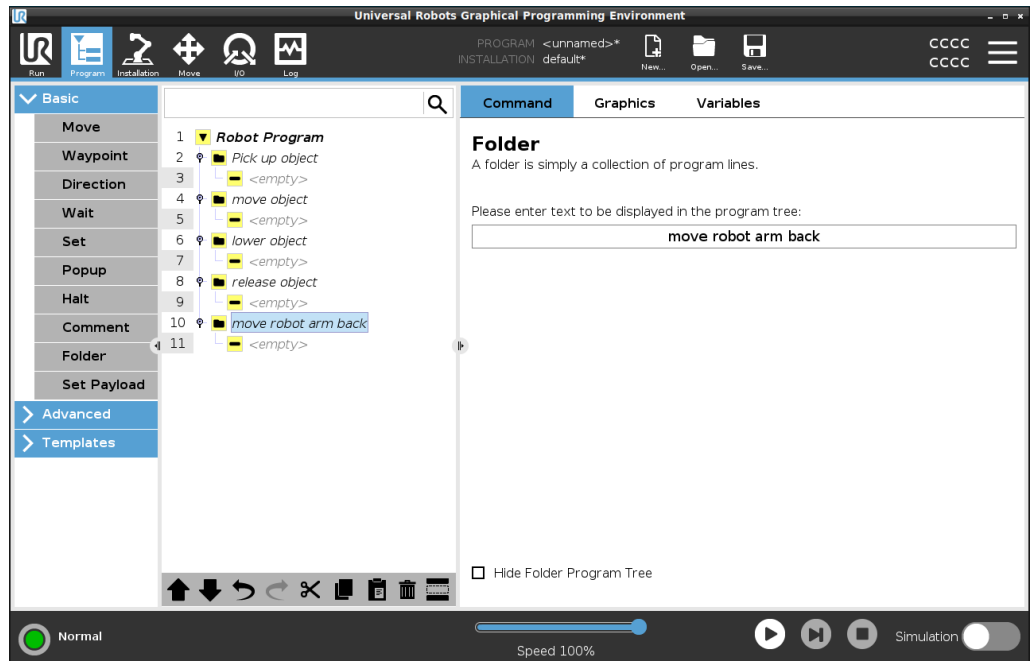 UR
Universal Robots Graphical Programming Environment
Run
Program
Installation
Move
I/O
Log
PROGRAM <unnamed>*
INSTALLATION default*
New...
Open...
Save...
CCCC
CCCC
Basic
Move
Waypoint
Direction
Wait
Set
Popup
Halt
Comment
Folder
Set Payload
Advanced
Templates
1 Robot Program
2 Pick up object
3 <empty>
4 move object
5 <empty>
6 lower object
7 <empty>
8 release object
9 <empty>
10 move robot arm back
11 <empty>
Command Graphics Variables
Folder
A folder is simply a collection of program lines.
Please enter text to be displayed in the program tree:
move robot arm back
Hide Folder Program Tree
Normal
Speed 100%
Simulation